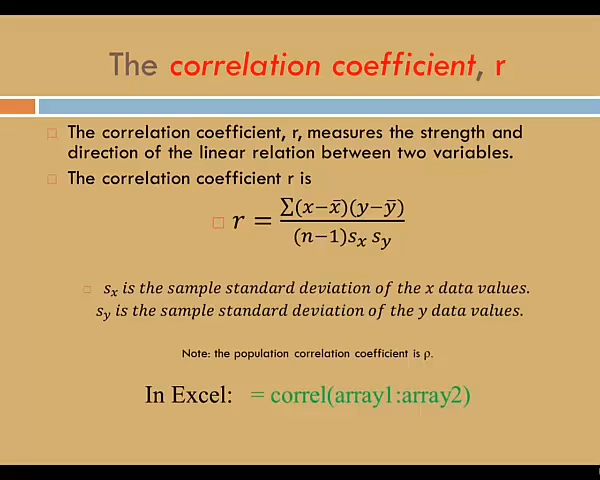 The correlation coefficient, r
The correlation coefficient, r, measures the strength and
direction of the linear relation between two variables.
The correlation coefficient r is
r = ∑(x−x̄)(y−ȳ) / (n−1)sₓ sᵧ
sₓ is the sample standard deviation of the x data values.
sᵧ is the sample standard deviation of the y data values.
Note: the population correlation coefficient is ρ.
In Excel: = correl(array1:array2)